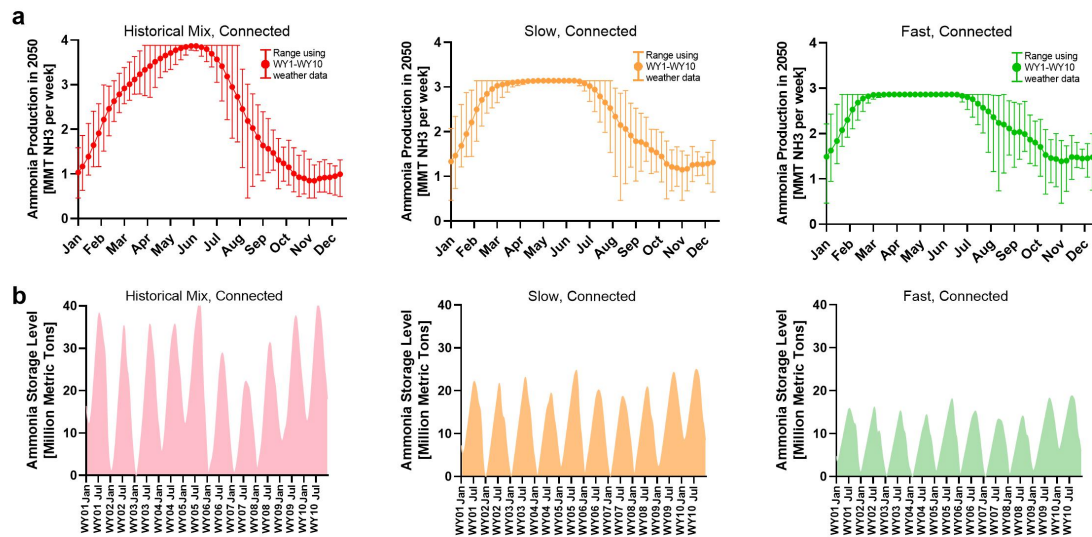 a
Historical Mix, Connected
Ammonia Production in 2050
[MMT NH3 per week]
4
3
2
1
0
Range using
WY1-WY10
weather data
Jan
Feb
Mar
Apr
May
Jun
Jul
Aug
Sep
Oct
Nov
Dec
Slow, Connected
Ammonia Production in 2050
[MMT NH3 per week]
4
3
2
1
0
Range using
WY1-WY10
weather data
Jan
Feb
Mar
Apr
May
Jun
Jul
Aug
Sep
Oct
Nov
Dec
Fast, Connected
Ammonia Production in 2050
[MMT NH3 per week]
4
3
2
1
0
Range using
WY1-WY10
weather data
Jan
Feb
Mar
Apr
May
Jun
Jul
Aug
Sep
Oct
Nov
Dec
b
Historical Mix, Connected
Ammonia Storage Level
[Million Metric Tons]
40
30
20
10
0
WY01 Jan
WY01 Jul
WY02 Jan
WY02 Jul
WY03 Jan
WY03 Jul
WY04 Jan
WY04 Jul
WY05 Jan
WY05 Jul
WY06 Jan
WY06 Jul
WY07 Jan
WY07 Jul
WY08 Jan
WY08 Jul
WY09 Jan
WY09 Jul
WY10 Jan
WY10 Jul
Slow, Connected
Ammonia Storage Level
[Million Metric Tons]
40
30
20
10
0
WY01 Jan
WY01 Jul
WY02 Jan
WY02 Jul
WY03 Jan
WY03 Jul
WY04 Jan
WY04 Jul
WY05 Jan
WY05 Jul
WY06 Jan
WY06 Jul
WY07 Jan
WY07 Jul
WY08 Jan
WY08 Jul
WY09 Jan
WY09 Jul
WY10 Jan
WY10 Jul
Fast, Connected
Ammonia Storage Level
[Million Metric Tons]
40
30
20
10
0
WY01 Jan
WY01 Jul
WY02 Jan
WY02 Jul
WY03 Jan
WY03 Jul
WY04 Jan
WY04 Jul
WY05 Jan
WY05 Jul
WY06 Jan
WY06 Jul
WY07 Jan
WY07 Jul
WY08 Jan
WY08 Jul
WY09 Jan
WY09 Jul
WY10 Jan
WY10 Jul